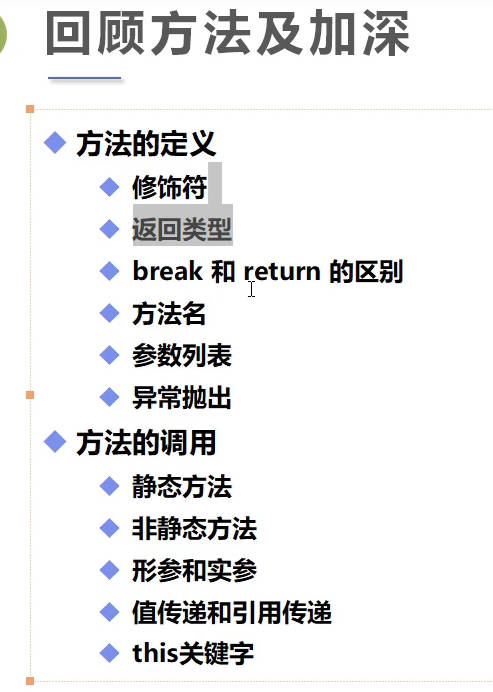 回顾方法及加深
方法的定义
修饰符
返回类型
break 和 return 的区别
方法名
参数列表
异常抛出
方法的调用
静态方法
非静态方法
形参和实参
值传递和引用传递
this关键字